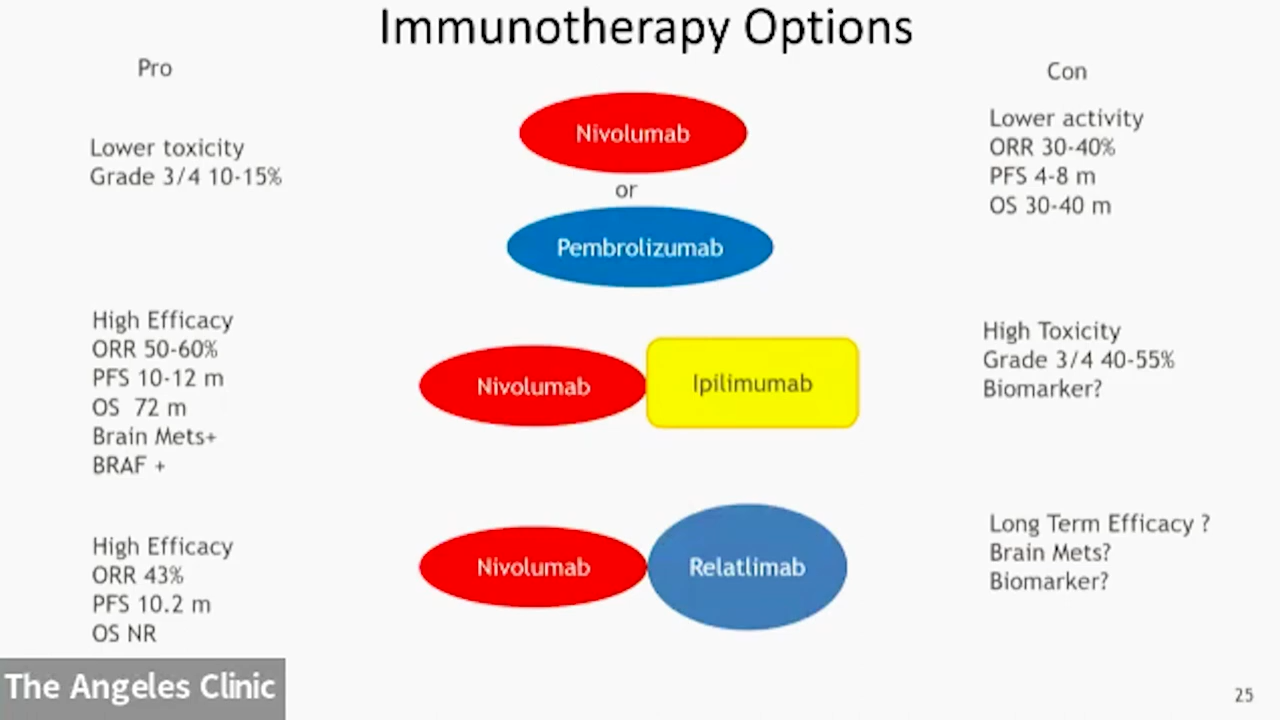 Immunotherapy Options
Pro
Con
Lower toxicity
Grade 3/4 10-15%
Nivolumab
or
Pembrolizumab
Lower activity
ORR 30-40%
PFS 4-8 m
OS 30-40 m
High Efficacy
ORR 50-60%
PFS 10-12 m
OS 72 m
Brain Mets+
BRAF +
Nivolumab
Ipilimumab
High Toxicity
Grade 3/4 40-55%
Biomarker?
High Efficacy
ORR 43%
PFS 10.2 m
OS NR
Nivolumab
Relatlimab
Long Term Efficacy ?
Brain Mets?
Biomarker?
The Angeles Clinic
25